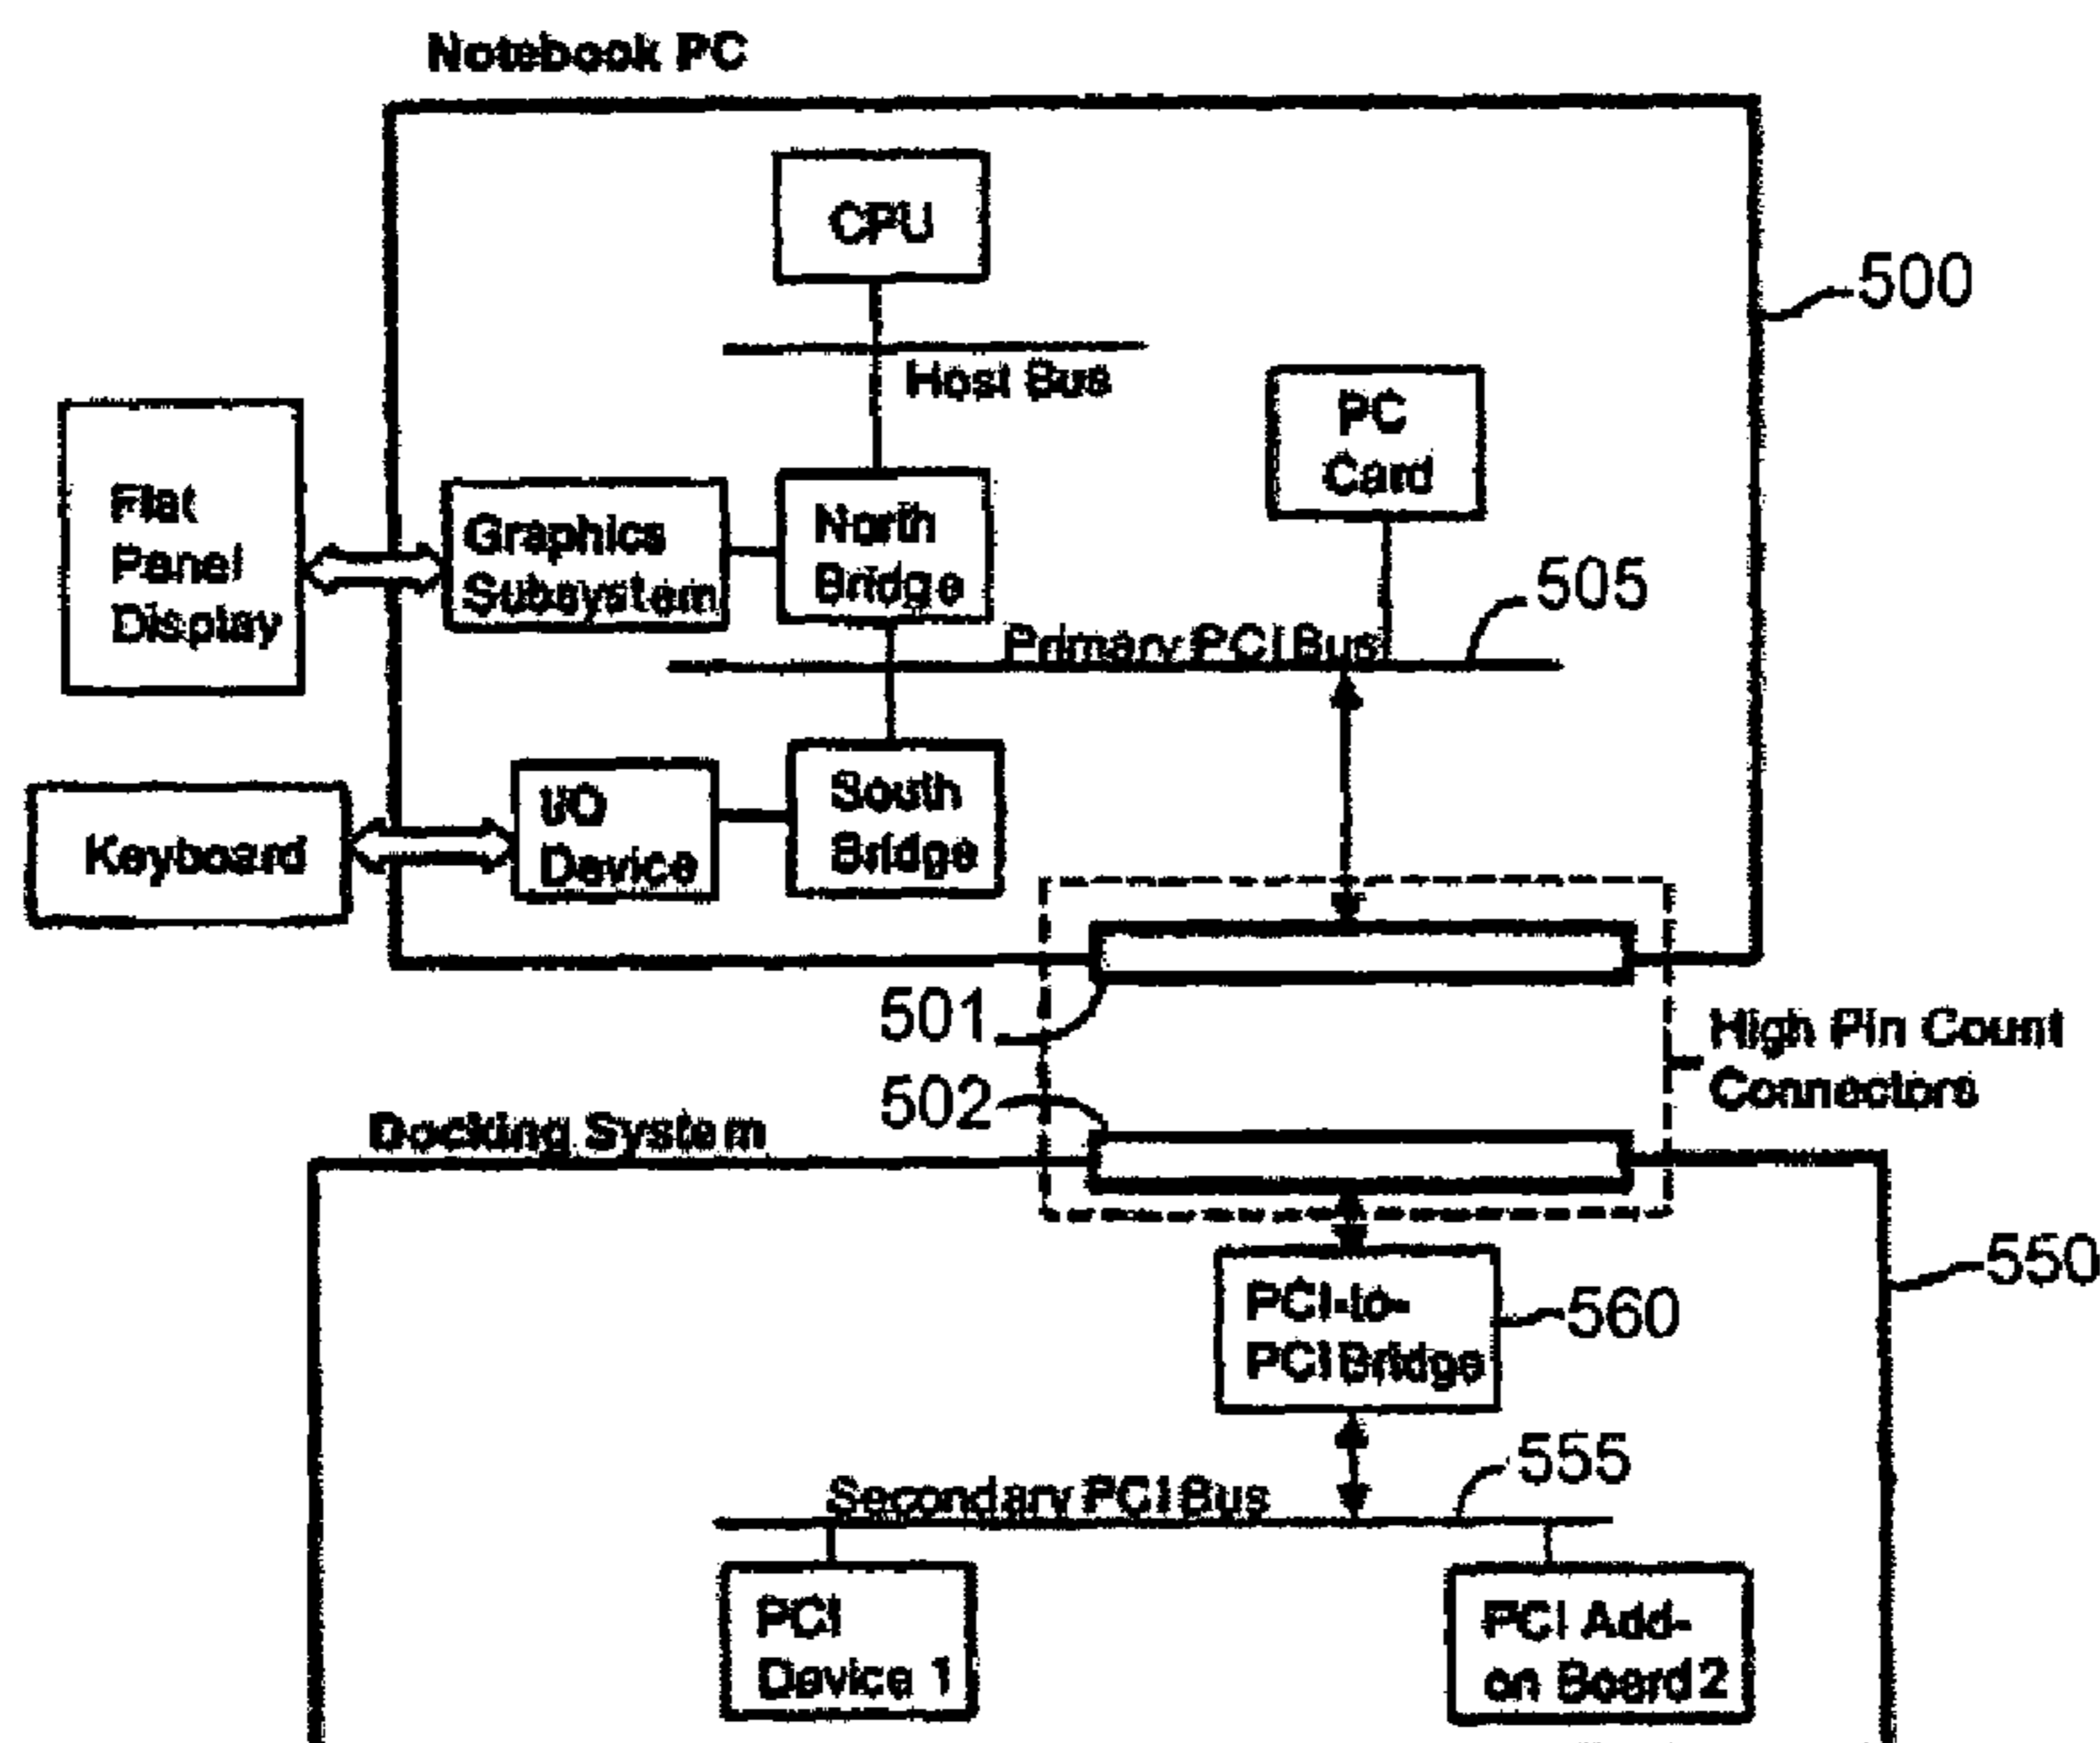 Notebook PC
CPU
500
Host Bus
PC
Card
Flat
Panel
Display
Graphics
Subsystem
North
Bridge
505
Primary PCI Bus
Keyboard
I/O
Device
South
Bridge
501
High Pin Count
Connectors
502
Docking System
550
PCI-to-
PCI Bridge
560
555
Secondary PCI Bus
PCI
Device 1
PCI Add-
on Board 2